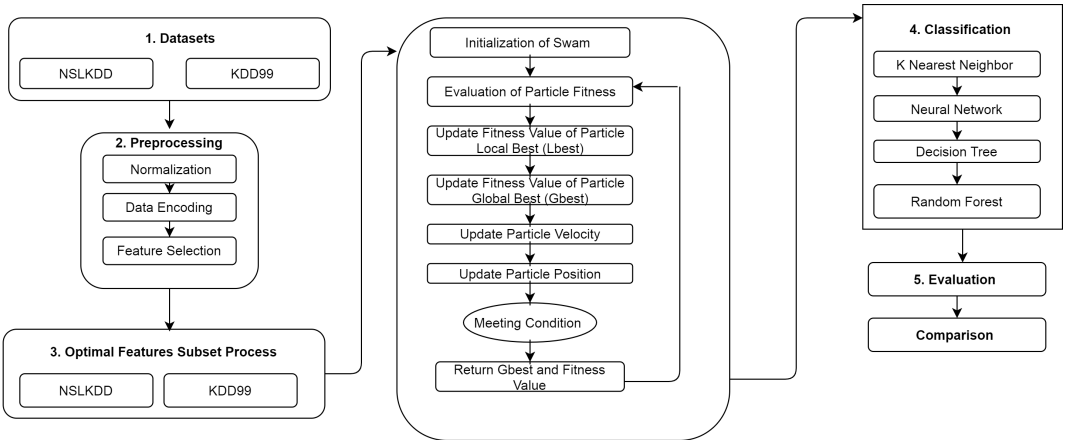 1. Datasets
NSLKDD
KDD99
2. Preprocessing
Normalization
Data Encoding
Feature Selection
3. Optimal Features Subset Process
NSLKDD
KDD99
Initialization of Swam
Evaluation of Particle Fitness
Update Fitness Value of Particle
Local Best (Lbest)
Update Fitness Value of Particle
Global Best (Gbest)
Update Particle Velocity
Update Particle Position
Meeting Condition
Return Gbest and Fitness
Value
4. Classification
K Nearest Neighbor
Neural Network
Decision Tree
Random Forest
5. Evaluation
Comparison